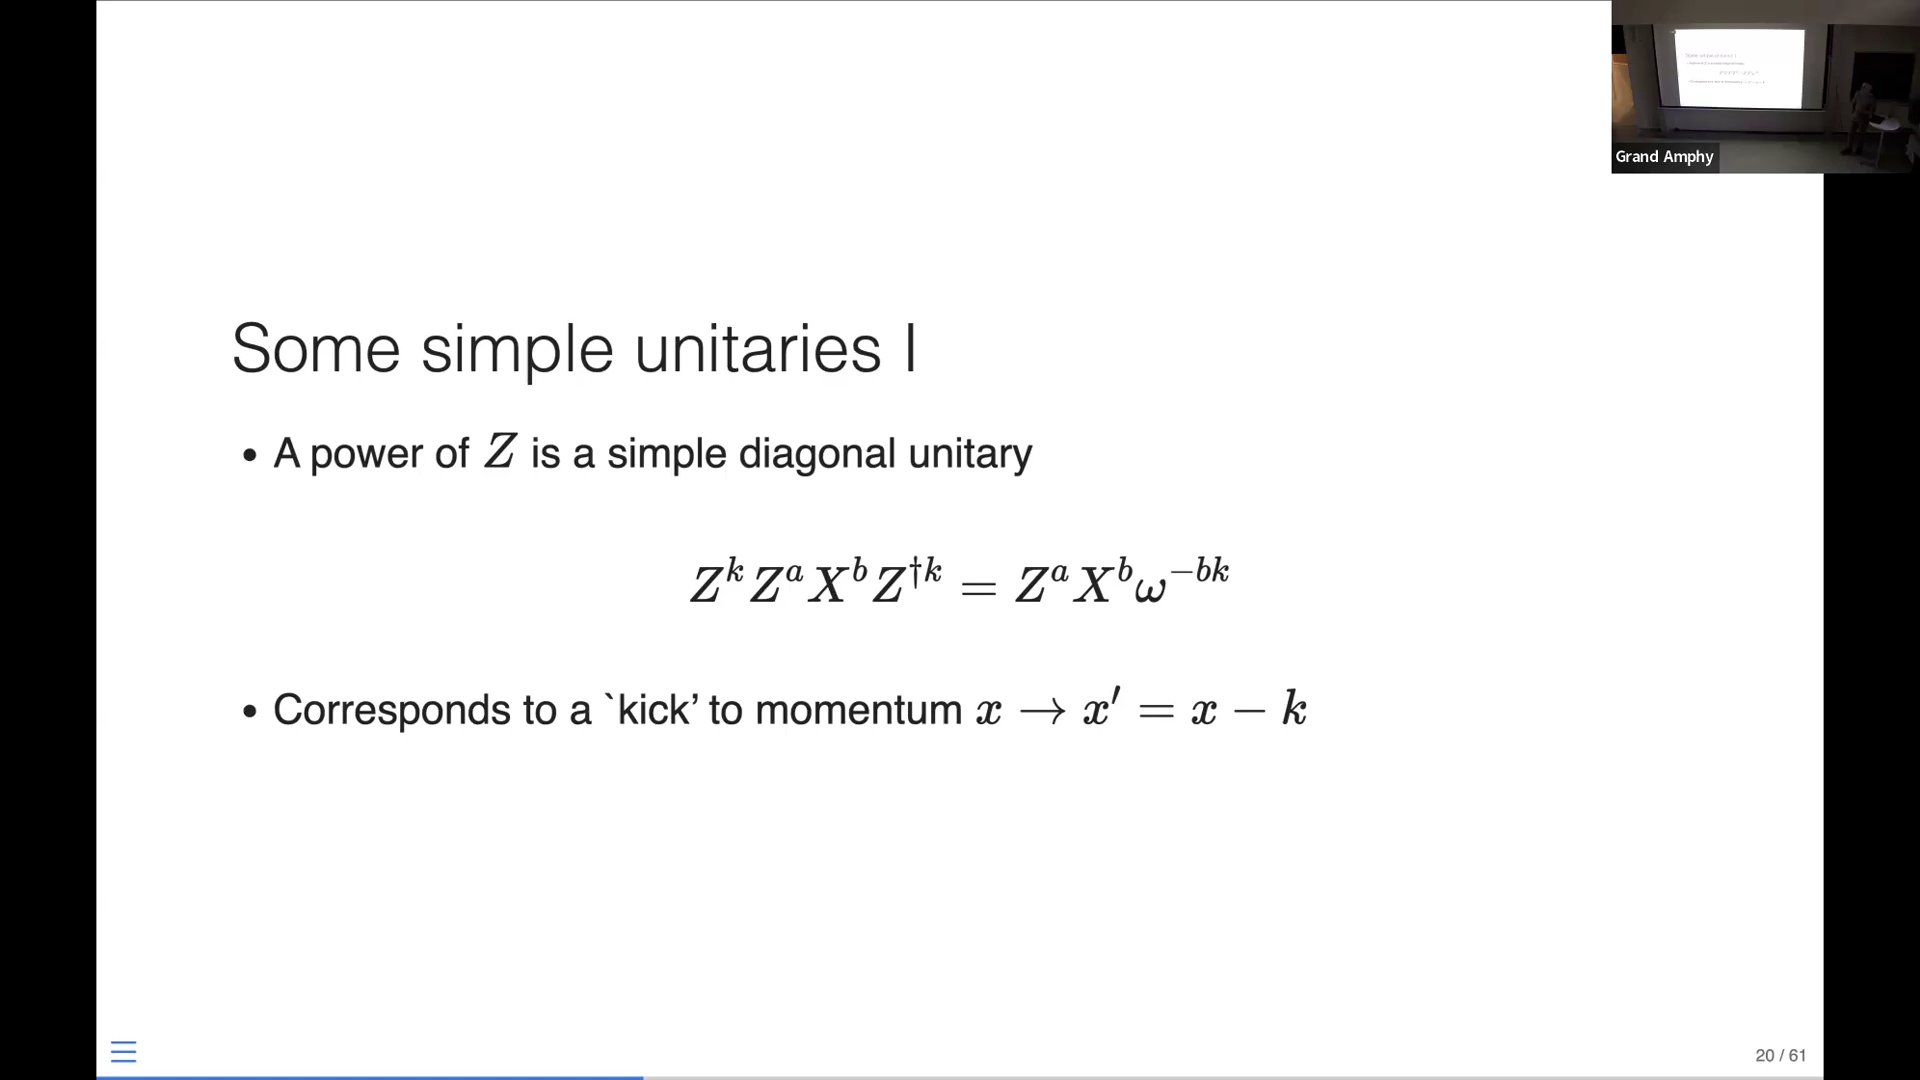 Grand Amphy
Some simple unitaries I
• A power of Z is a simple diagonal unitary
Z^k Z^a X^b Z^{†k} = Z^a X^b ω^{−bk}
• Corresponds to a `kick’ to momentum x → x′ = x − k
20 / 61